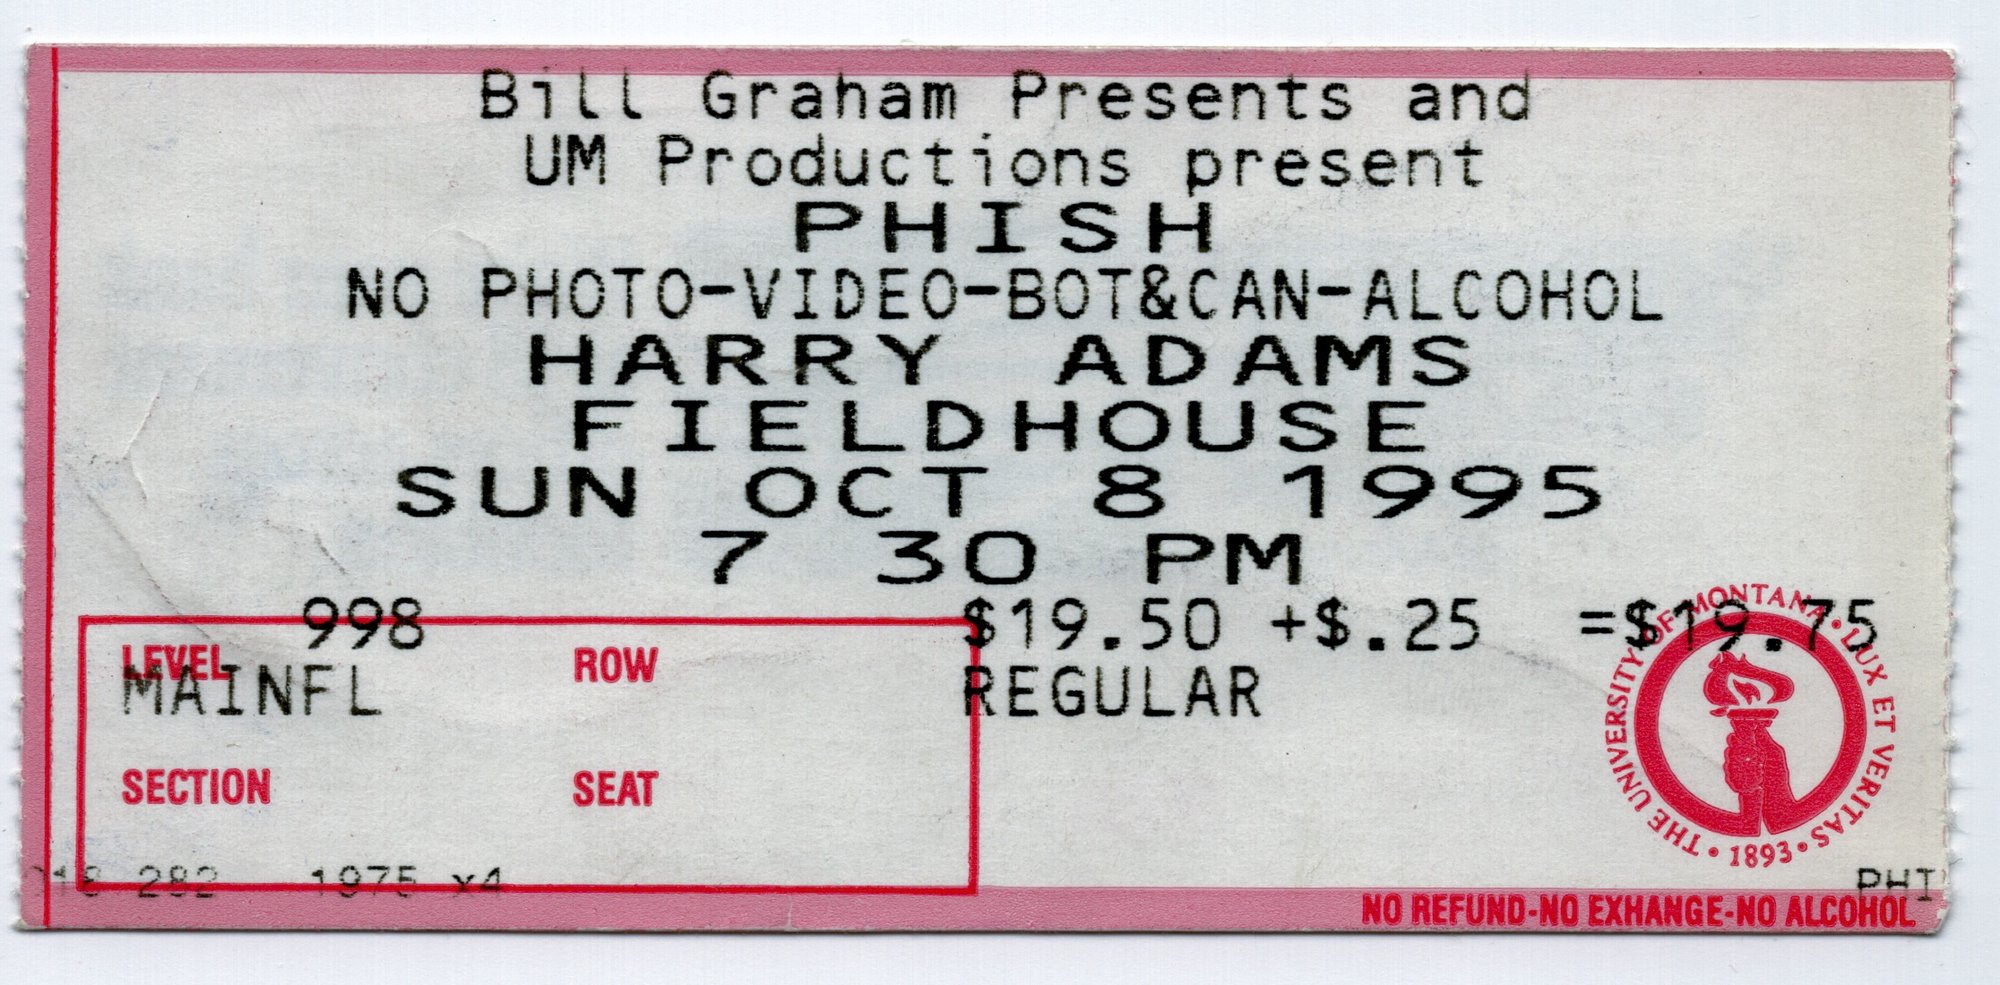 Bill Graham Presents and
UM Productions present
PHISH
NO PHOTO-VIDEO-BOT&CAN-ALCOHOL
HARRY ADAMS
FIELDHOUSE
SUN OCT 8 1995
7 30 PM
998 $19.50 +$.25 =$19.75
LEVEL ROW
MAINFL REGULAR
SECTION SEAT
THE UNIVERSITY OF MONTANA • LUX ET VERITAS • 1893 •
282 1975 x4 PHI
NO REFUND-NO EXHANGE-NO ALCOHOL